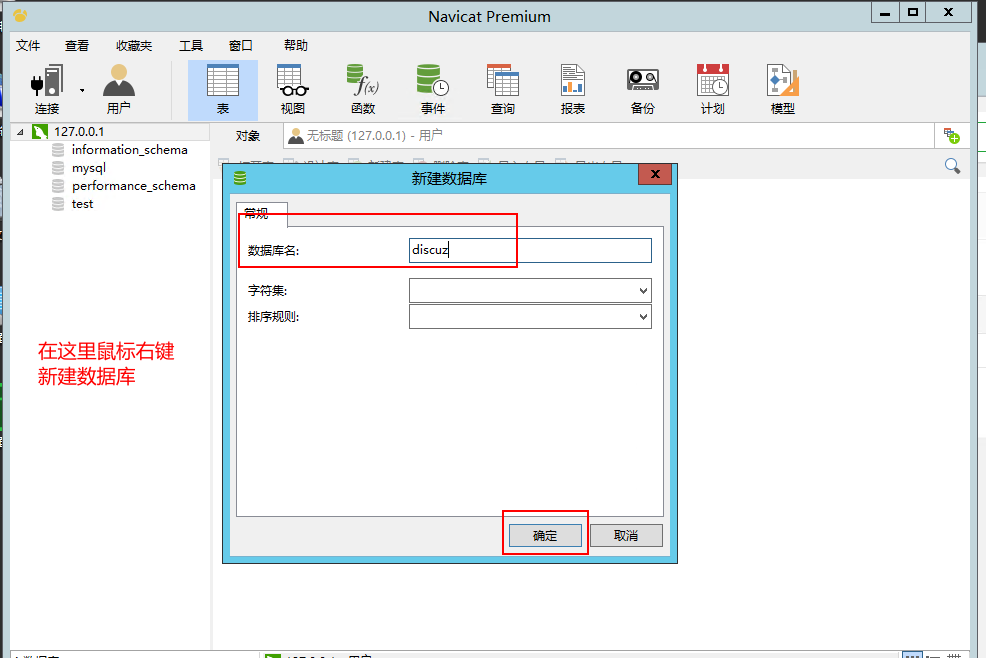 Navicat Premium
文件 查看 收藏夹 工具 窗口 帮助
连接 用户 表 视图 函数 事件 查询 报表 备份 计划 模型
127.0.0.1
information_schema
mysql
performance_schema
test
对象 无标题 (127.0.0.1) - 用户
新建数据库
常规
数据库名: discuz
字符集:
排序规则:
确定 取消
在这里鼠标右键
新建数据库